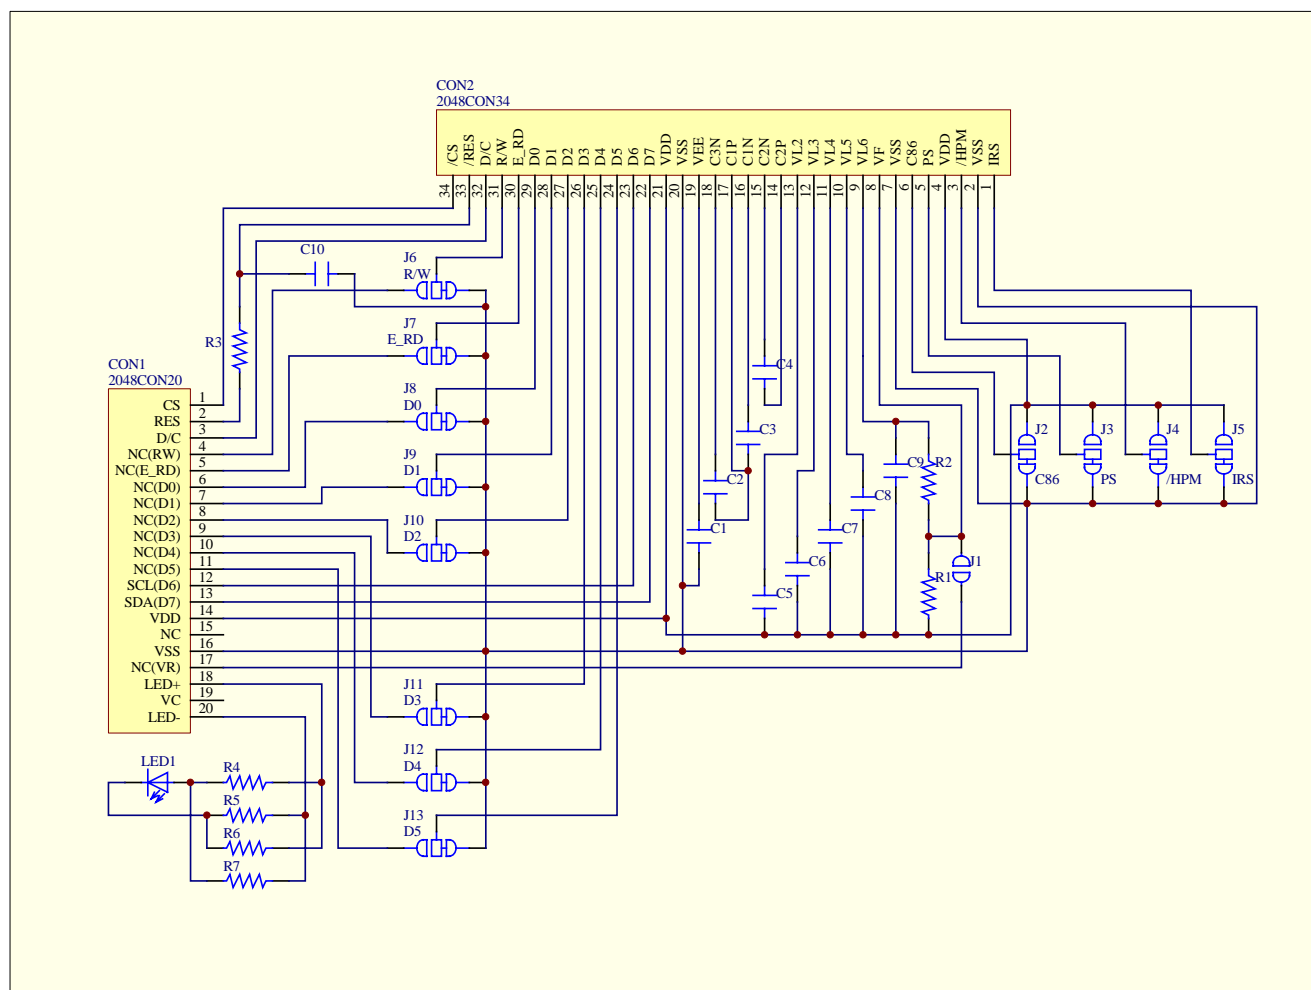 CON2
2048CON34
/CS /RES D/C R/W E_RD D0 D1 D2 D3 D4 D5 D6 D7 VDD VSS VEE C3N C1P C1N C2N C2P VL2 VL3 VL4 VL5 VL6 VF VSS C86 PS VDD /HPM VSS IRS
34 33 32 31 30 29 28 27 26 25 24 23 22 21 20 19 18 17 16 15 14 13 12 11 10 9 8 7 6 5 4 3 2 1
C10
J6
R/W
J7
E_RD
R3
CON1
2048CON20
J8
D0
J9
D1
J10
D2
C4
C3
C2
C1
C5
C6
C7
C8
C9
R2
R1
J1
J2
C86
J3
PS
J4
/HPM
J5
IRS
CS 1
RES 2
D/C 3
NC(RW) 4
NC(E_RD) 5
NC(D0) 6
NC(D1) 7
NC(D2) 8
NC(D3) 9
NC(D4) 10
NC(D5) 11
SCL(D6) 12
SDA(D7) 13
VDD 14
NC 15
VSS 16
NC(VR) 17
LED+ 18
VC 19
LED- 20
J11
D3
J12
D4
J13
D5
LED1
R4
R5
R6
R7